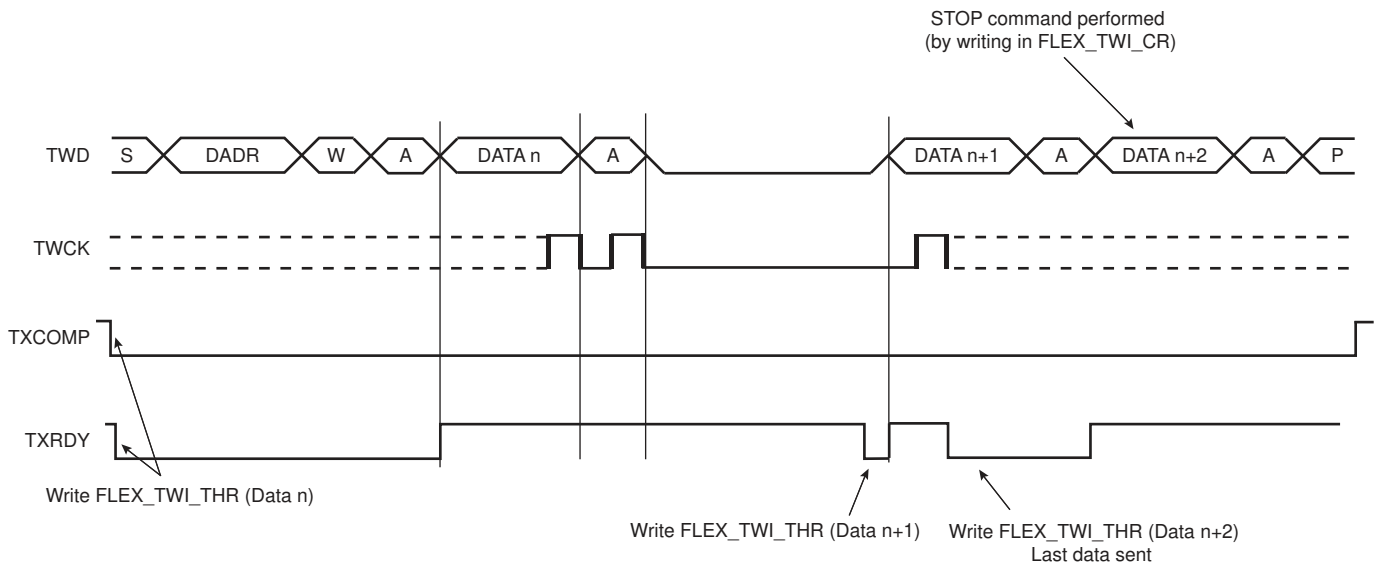 STOP command performed
(by writing in FLEX_TWI_CR)
TWD S DADR W A DATA n A DATA n+1 A DATA n+2 A P
TWCK
TXCOMP
TXRDY
Write FLEX_TWI_THR (Data n)
Write FLEX_TWI_THR (Data n+1)
Write FLEX_TWI_THR (Data n+2)
Last data sent